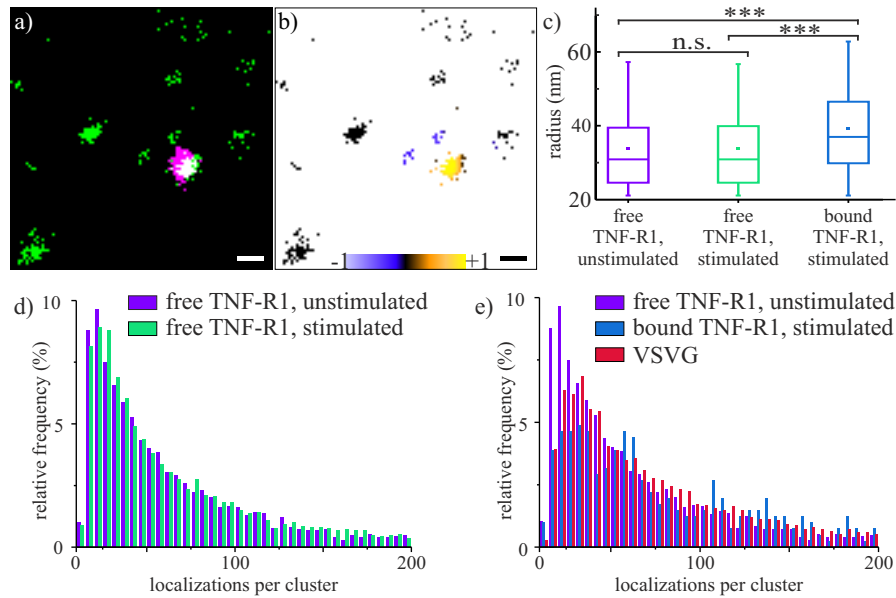 a)
b)
-1
+1
c)
***
***
n.s.
radius (nm)
60
40
20
free
TNF-R1,
unstimulated
free
TNF-R1,
stimulated
bound
TNF-R1,
stimulated
d)
free TNF-R1, unstimulated
free TNF-R1, stimulated
relative frequency (%)
10
5
0
100
200
localizations per cluster
e)
free TNF-R1, unstimulated
bound TNF-R1, stimulated
VSVG
relative frequency (%)
10
5
0
100
200
localizations per cluster